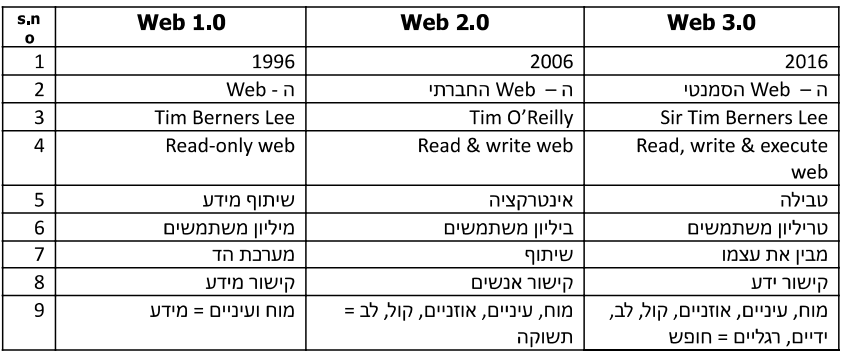 s.no Web 1.0 Web 2.0 Web 3.0
1 1996 2006 2016
2 ה - Web ה – Web החברתי ה – Web הסמנטי
3 Tim Berners Lee Tim O’Reilly Sir Tim Berners Lee
4 Read-only web Read & write web Read, write & execute web
5 שיתוף מידע אינטרקציה טבילה
6 מיליון משתמשים ביליון משתמשים טריליון משתמשים
7 מערכת הד שיתוף מבין את עצמו
8 קישור מידע קישור אנשים קישור ידע
9 מוח ועיניים = מידע מוח, עיניים, אוזניים, קול, לב = תשוקה מוח, עיניים, אוזניים, קול, לב, ידיים, רגליים = חופש